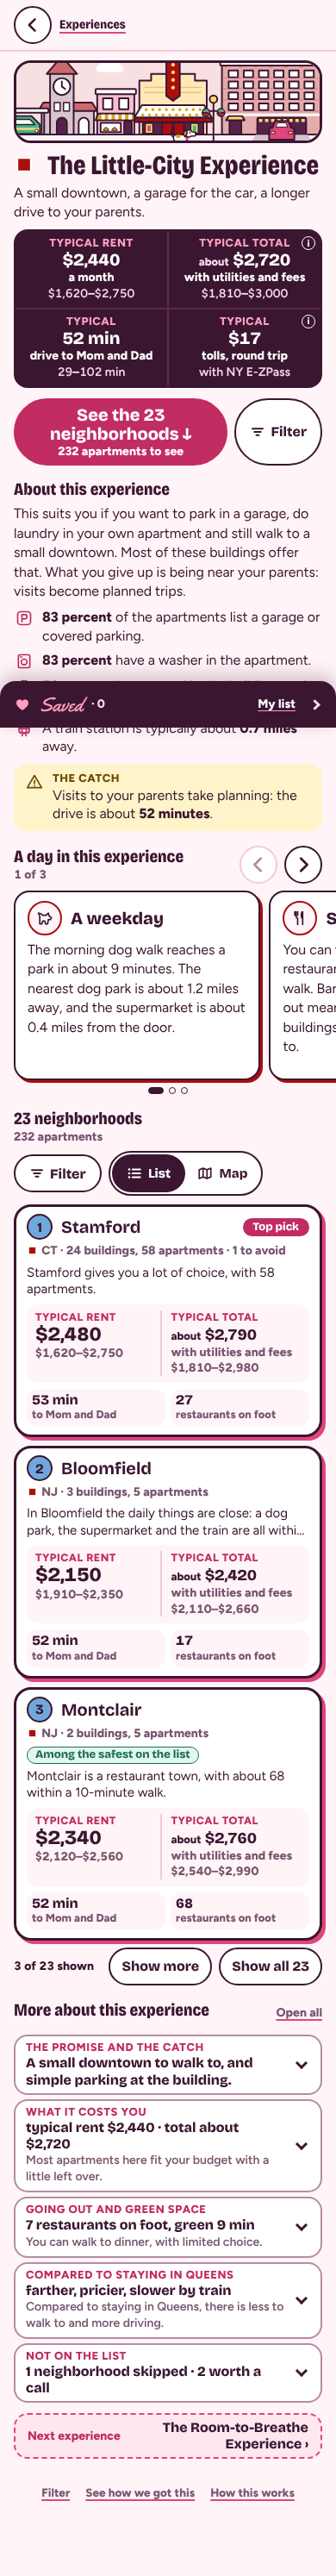 Experiences
The Little-City Experience
A small downtown, a garage for the car, a longer
drive to your parents.
TYPICAL RENT
$2,440
a month
$1,620–$2,750
TYPICAL TOTAL
about $2,720
with utilities and fees
$1,810–$3,000
TYPICAL
52 min
drive to Mom and Dad
29–102 min
TYPICAL
$17
tolls, round trip
with NY E-ZPass
See the 23
neighborhoods ↓
232 apartments to see
Filter
About this experience
This suits you if you want to park in a garage, do
laundry in your own apartment and still walk to a
small downtown. Most of these buildings offer
that. What you give up is being near your parents:
visits become planned trips.
83 percent of the apartments list a garage or
covered parking.
83 percent have a washer in the apartment.
Saved · 0
My list
A train station is typically about 0.7 miles
away.
THE CATCH
Visits to your parents take planning: the
drive is about 52 minutes.
A day in this experience
1 of 3
A weekday
The morning dog walk reaches a
park in about 9 minutes. The
nearest dog park is about 1.2 miles
away, and the supermarket is about
0.4 miles from the door.
S
You can
restaurar
walk. Bar
out mear
buildings
to.
23 neighborhoods
232 apartments
Filter
List
Map
1
Stamford
Top pick
CT · 24 buildings, 58 apartments · 1 to avoid
Stamford gives you a lot of choice, with 58
apartments.
TYPICAL RENT
$2,480
$1,620–$2,750
TYPICAL TOTAL
about $2,790
with utilities and fees
$1,810–$2,980
53 min
to Mom and Dad
27
restaurants on foot
2
Bloomfield
NJ · 3 buildings, 5 apartments
In Bloomfield the daily things are close: a dog
park, the supermarket and the train are all withi...
TYPICAL RENT
$2,150
$1,910–$2,350
TYPICAL TOTAL
about $2,420
with utilities and fees
$2,110–$2,660
52 min
to Mom and Dad
17
restaurants on foot
3
Montclair
NJ · 2 buildings, 5 apartments
Among the safest on the list
Montclair is a restaurant town, with about 68
within a 10-minute walk.
TYPICAL RENT
$2,340
$2,120–$2,560
TYPICAL TOTAL
about $2,760
with utilities and fees
$2,540–$2,990
52 min
to Mom and Dad
68
restaurants on foot
3 of 23 shown
Show more
Show all 23
More about this experience
Open all
THE PROMISE AND THE CATCH
A small downtown to walk to, and
simple parking at the building.
WHAT IT COSTS YOU
typical rent $2,440 · total about
$2,720
Most apartments here fit your budget with a
little left over.
GOING OUT AND GREEN SPACE
7 restaurants on foot, green 9 min
You can walk to dinner, with limited choice.
COMPARED TO STAYING IN QUEENS
farther, pricier, slower by train
Compared to staying in Queens, there is less to
walk to and more driving.
NOT ON THE LIST
1 neighborhood skipped · 2 worth a
call
Next experience
The Room-to-Breathe
Experience ›
Filter
See how we got this
How this works